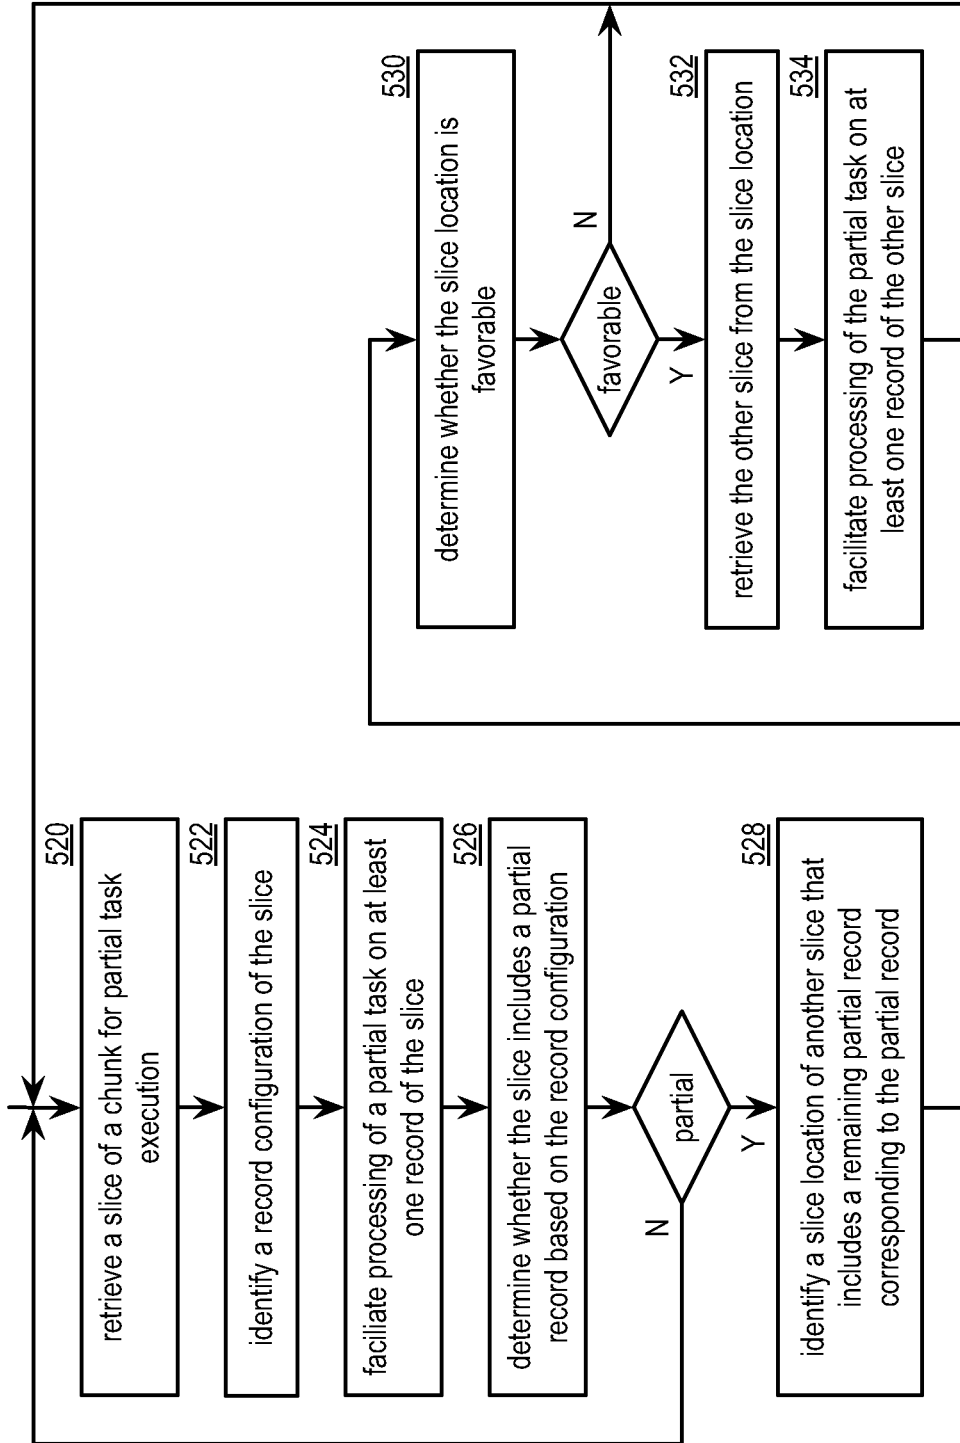 520
retrieve a slice of a chunk for partial task
execution
522
identify a record configuration of the slice
524
faciliate processing of a partial task on at least
one record of the slice
526
determine whether the slice includes a partial
record based on the record configuration
partial
N
Y
528
identify a slice location of another slice that
includes a remaining partial record
corresponding to the partial record
530
determine whether the slice location is
favorable
favorable
N
Y
532
retrieve the other slice from the slice location
534
facilitate processing of the partial task on at
least one record of the other slice